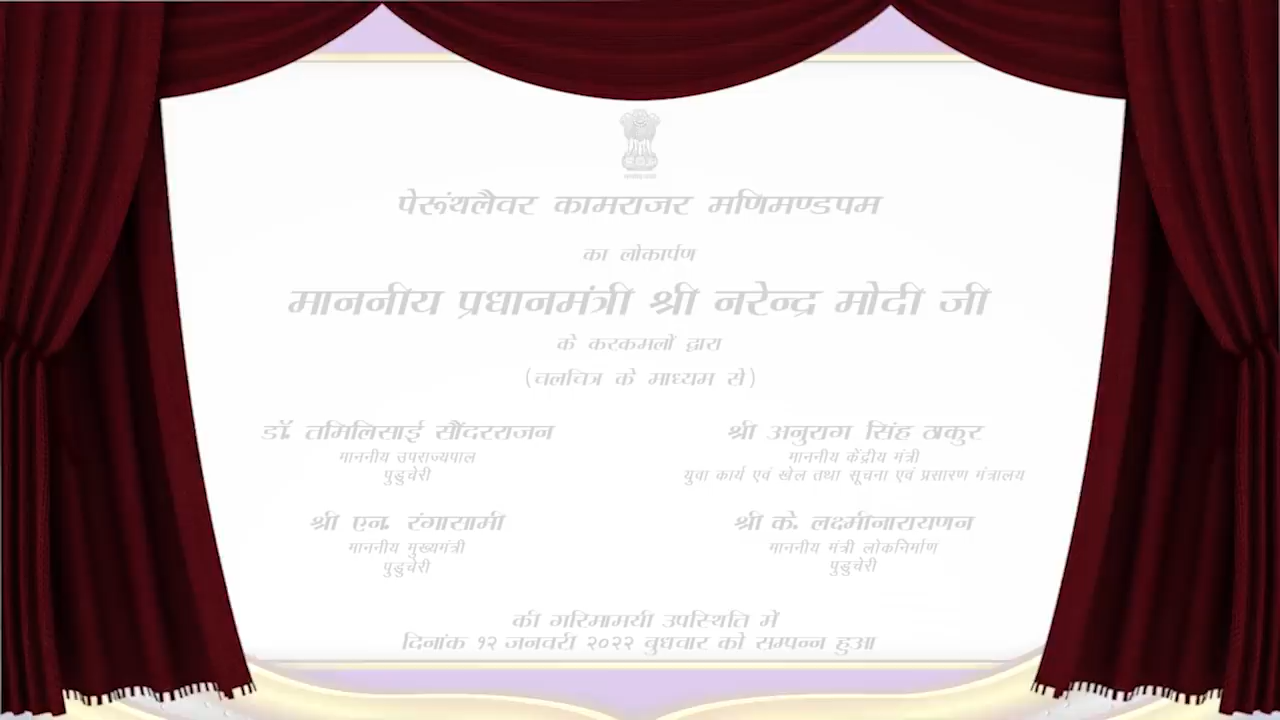 पेरूंथलैवर कामराजर मणिमण्डपम
का लोकार्पण
माननीय प्रधानमंत्री श्री नरेन्द्र मोदी जी
के करकमलों द्वारा
(चलचित्र के माध्यम से)
डॉ. तमिलिसाई सौंदरराजन
माननीय उपराज्यपाल
पुडुचेरी
श्री अनुराग सिंह ठाकुर
माननीय केंद्रीय मंत्री
युवा कार्य एवं खेल तथा सूचना एवं प्रसारण मंत्रालय
श्री एन. रंगासामी
माननीय मुख्यमंत्री
पुडुचेरी
श्री के. लक्ष्मीनारायणन
माननीय मंत्री लोकनिर्माण
पुडुचेरी
की गरिमामयी उपस्थिति में
दिनांक १२ जनवरी २०२२ बुधवार को सम्पन्न हुआ